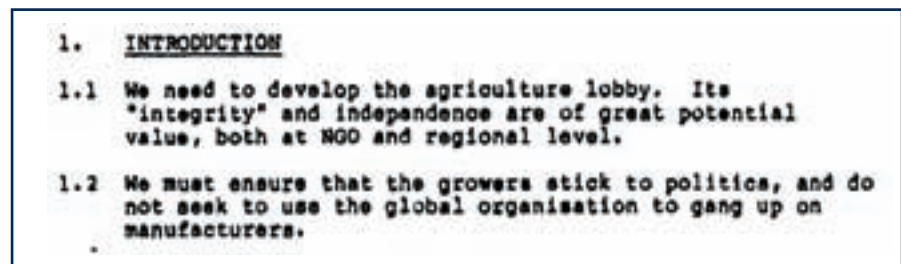 1. INTRODUCTION
1.1 We need to develop the agriculture lobby. Its
"integrity" and independence are of great potential
value, both at NGO and regional level.
1.2 We must ensure that the growers stick to politics, and do
not seek to use the global organisation to gang up on
manufacturers.